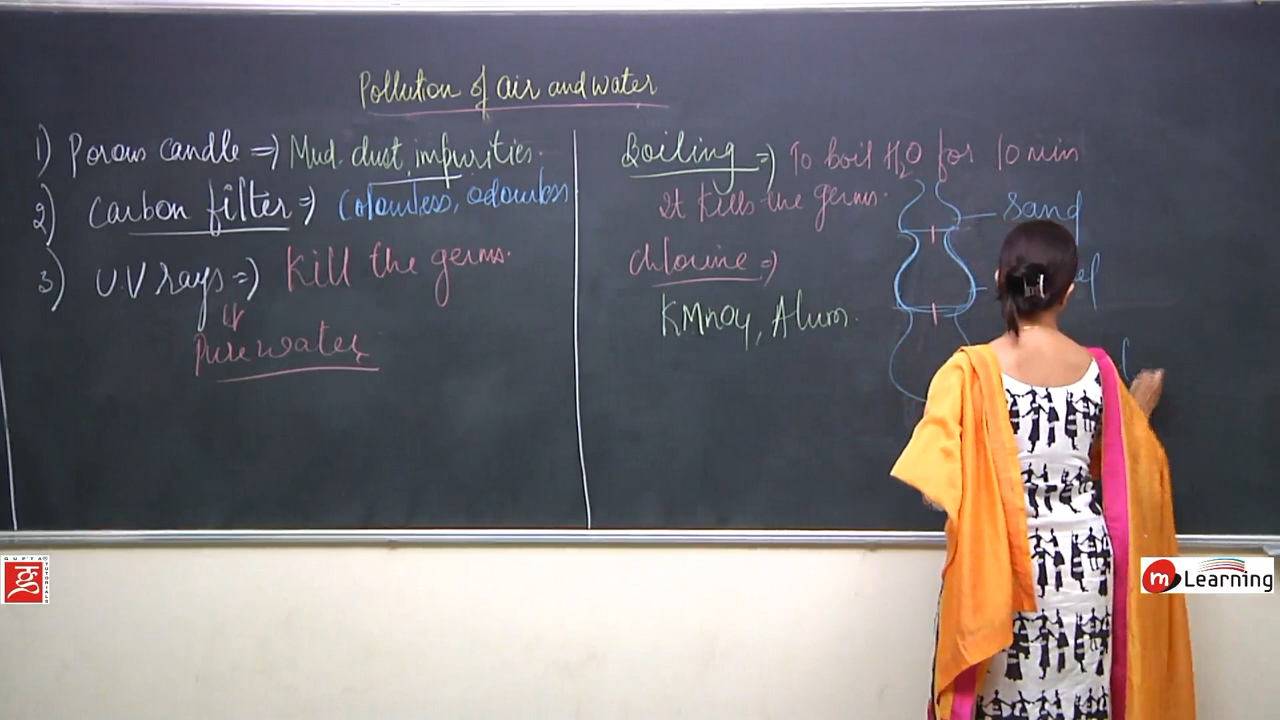 Pollution of air and water
1) Porous candle => Mud. dust impurities.
2) Carbon filter => Colourless, odourless
3) U.V rays => Kill the germs.
Pure water
Boiling => To boil H2O for 10 min
It kills the germs.
Chlorine =>
KMnO4, Alum.
Sand
GUPTA TUTORIALS
m Learning